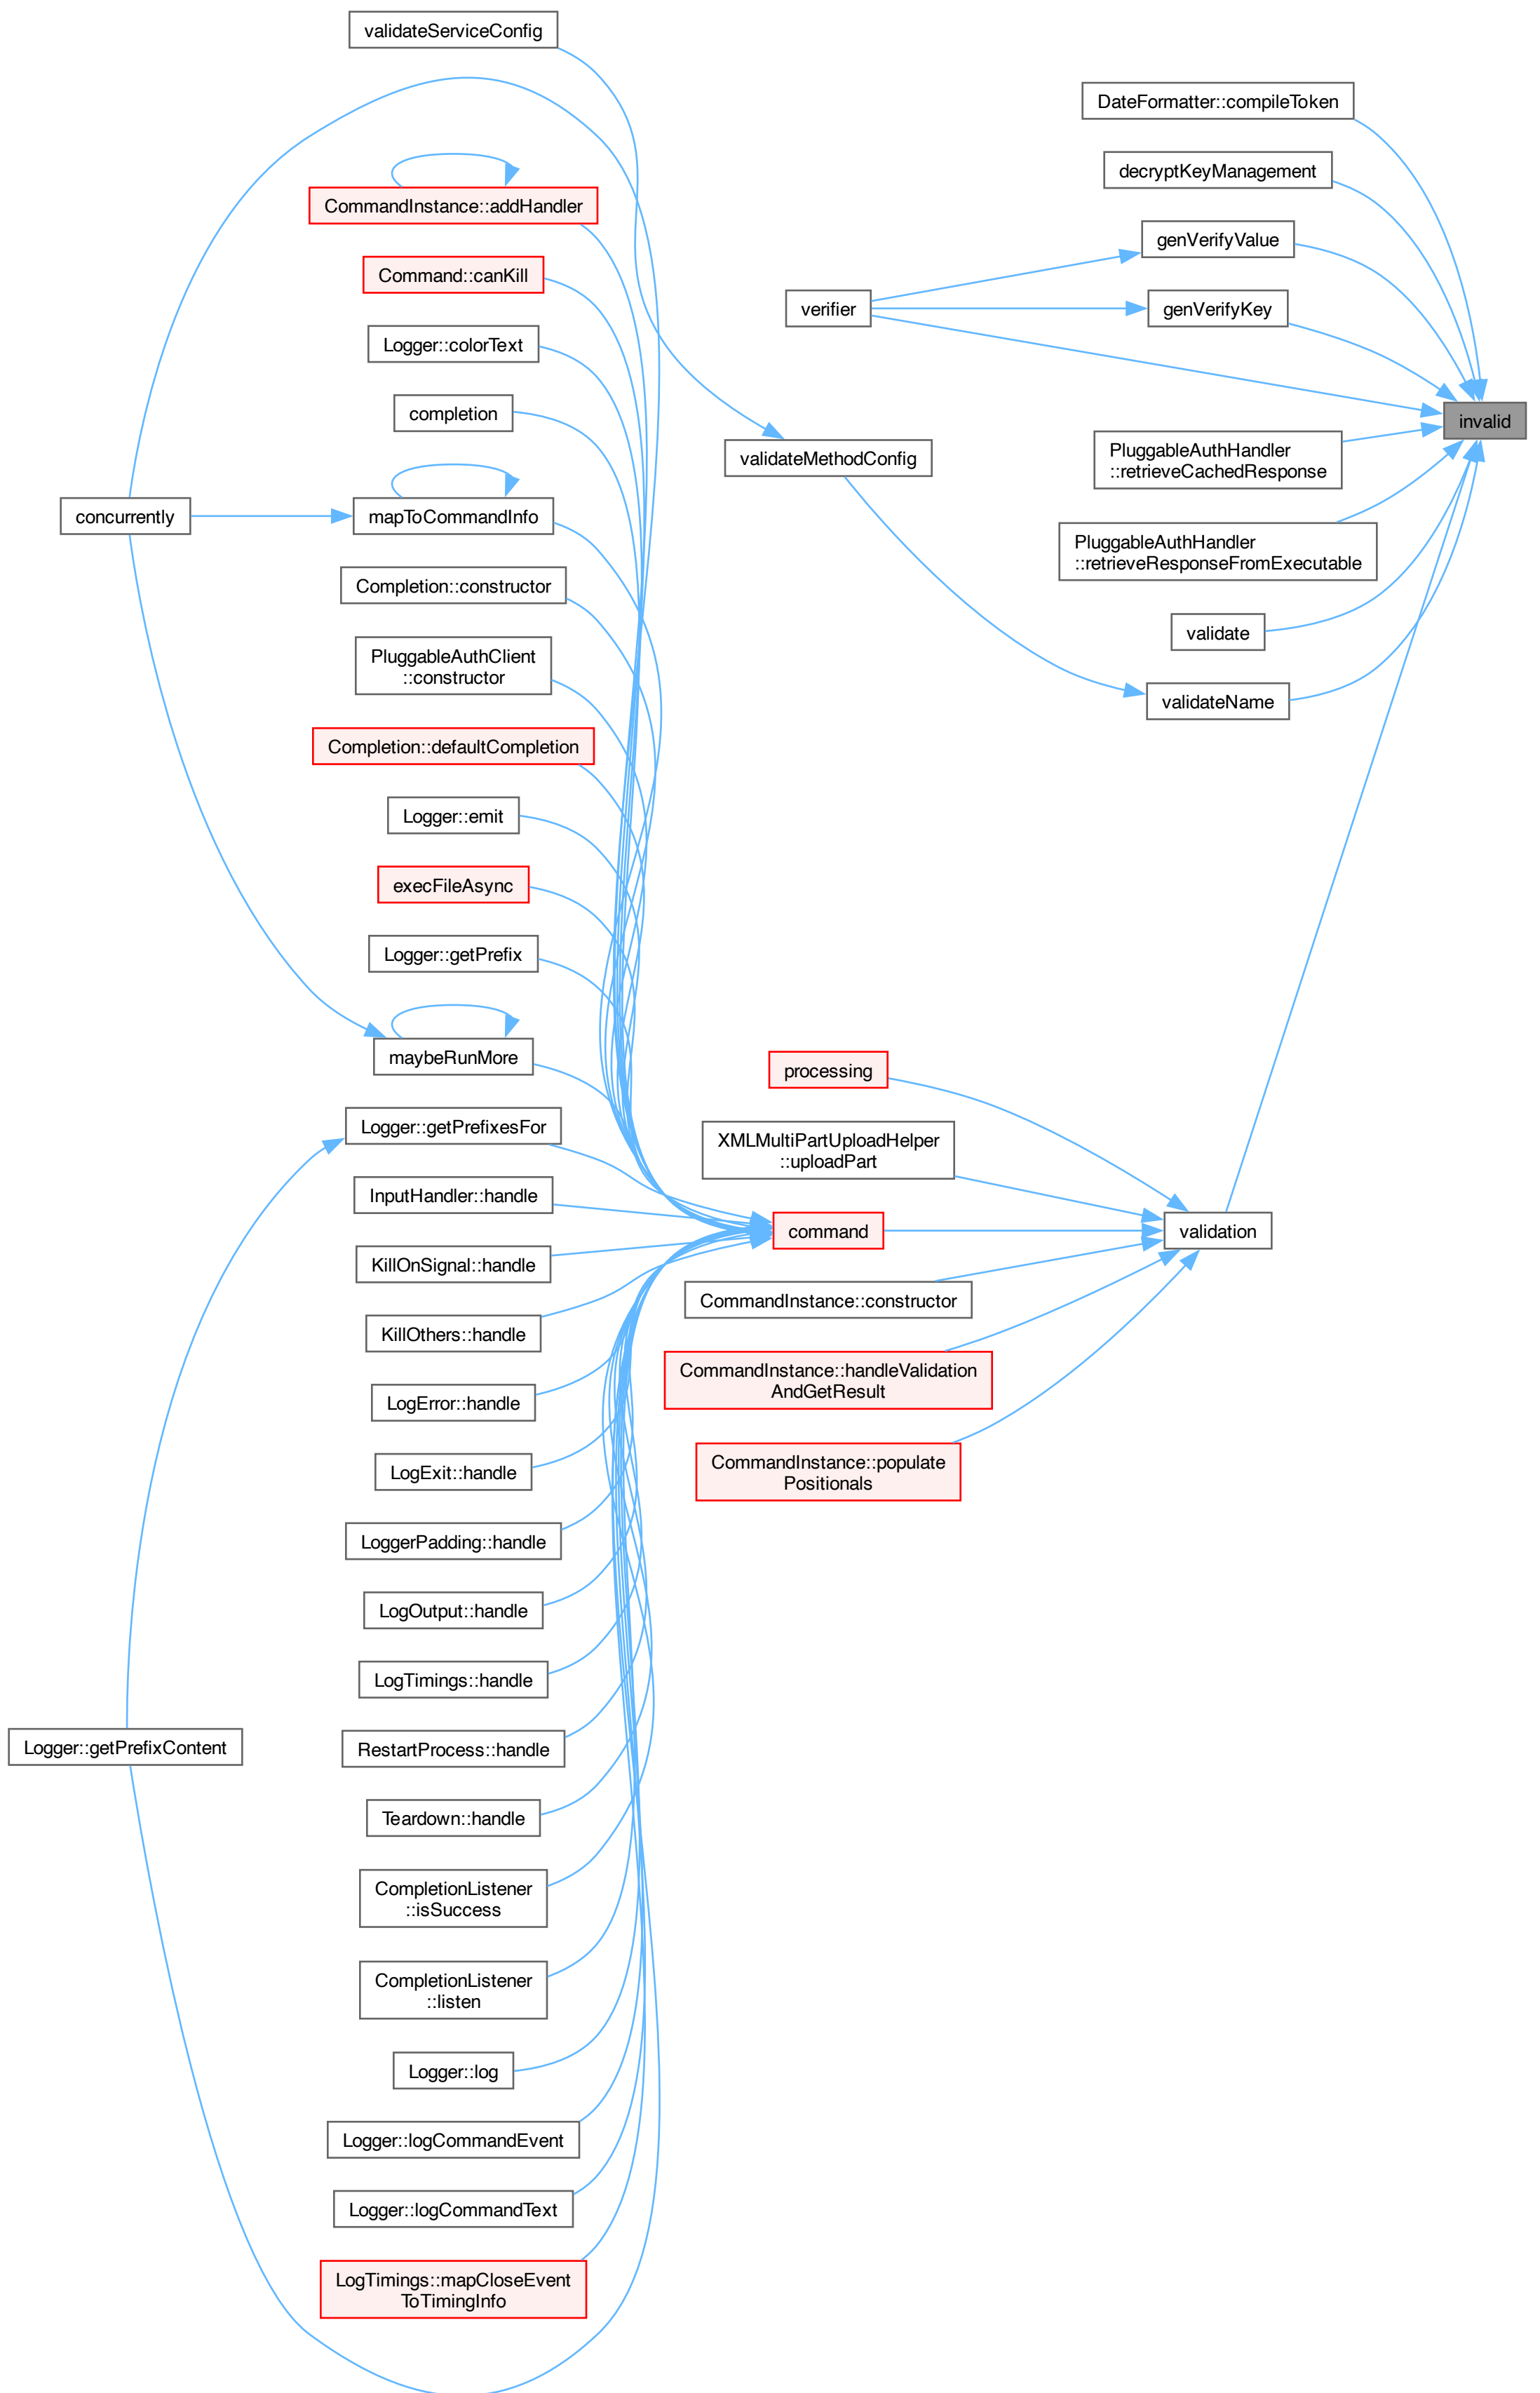 validateServiceConfig
DateFormatter::compileToken
decryptKeyManagement
CommandInstance::addHandler
genVerifyValue
Command::canKill
verifier
genVerifyKey
Logger::colorText
completion
invalid
validateMethodConfig
PluggableAuthHandler
::retrieveCachedResponse
concurrently
mapToCommandInfo
PluggableAuthHandler
::retrieveResponseFromExecutable
Completion::constructor
validate
PluggableAuthClient
::constructor
validateName
Completion::defaultCompletion
Logger::emit
execFileAsync
Logger::getPrefix
maybeRunMore
processing
Logger::getPrefixesFor
XMLMultiPartUploadHelper
::uploadPart
InputHandler::handle
command
validation
KillOnSignal::handle
CommandInstance::constructor
KillOthers::handle
CommandInstance::handleValidation
AndGetResult
LogError::handle
LogExit::handle
CommandInstance::populate
Positionals
LoggerPadding::handle
LogOutput::handle
LogTimings::handle
Logger::getPrefixContent
RestartProcess::handle
Teardown::handle
CompletionListener
::isSuccess
CompletionListener
::listen
Logger::log
Logger::logCommandEvent
Logger::logCommandText
LogTimings::mapCloseEvent
ToTimingInfo